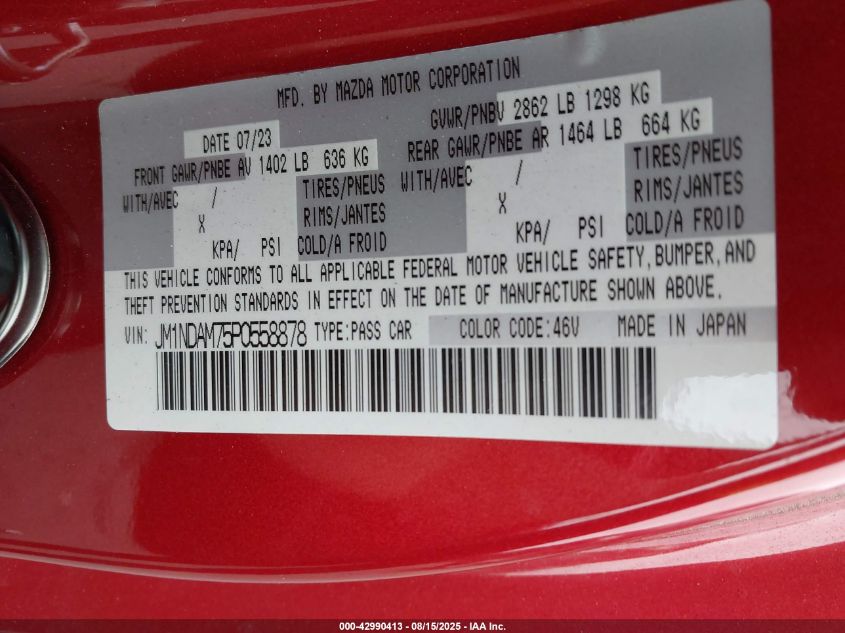 MFD. BY MAZDA MOTOR CORPORATION
DATE 07/23 GVWR/PNBV 2862 LB 1298 KG
FRONT GAWR/PNBE AV 1402 LB 636 KG REAR GAWR/PNBE AR 1464 LB 664 KG
WITH/AVEC / TIRES/PNEUS WITH/AVEC / TIRES/PNEUS
X RIMS/JANTES X RIMS/JANTES
KPA/ PSI COLD/A FROID KPA/ PSI COLD/A FROID
THIS VEHICLE CONFORMS TO ALL APPLICABLE FEDERAL MOTOR VEHICLE SAFETY, BUMPER, AND
THEFT PREVENTION STANDARDS IN EFFECT ON THE DATE OF MANUFACTURE SHOWN ABOVE.
VIN: JM1NDAM75P0558878 TYPE:PASS CAR COLOR CODE:46V MADE IN JAPAN
000-42990413 - 08/15/2025 - IAA Inc.